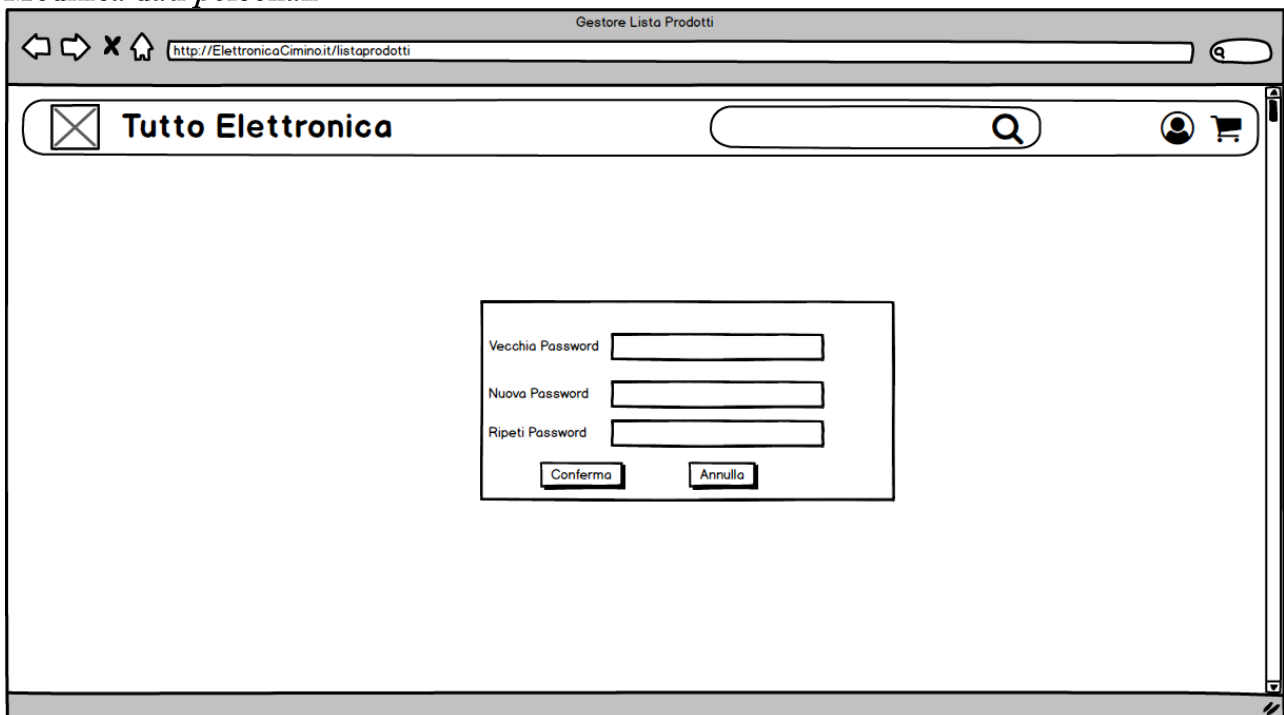 Modifica dati personali
Gestore Lista Prodotti
http://ElettronicaCimino.it/listaprodotti
Tutto Elettronica
Vecchia Password
Nuova Password
Ripeti Password
Conferma Annulla